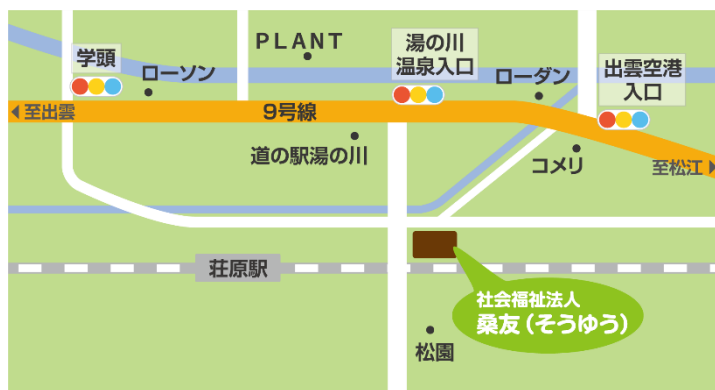 学頭
ローソン
PLANT
湯の川
温泉入口
ローダン
出雲空港
入口
◀至出雲
9号線
道の駅湯の川
コメリ
至松江▶
荘原駅
社会福祉法人
桑友(そうゆう)
松園